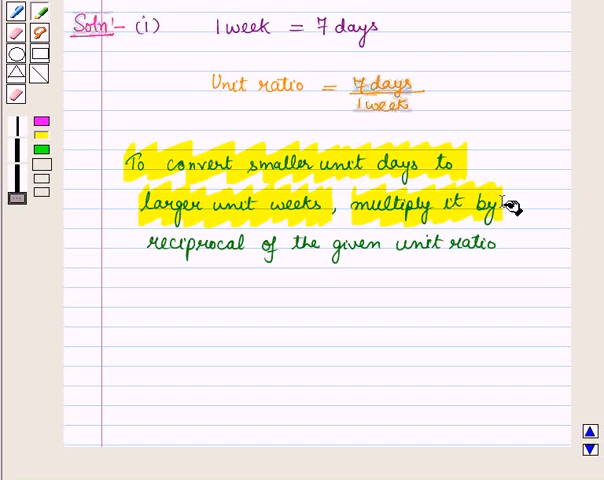 Soln:- (i) 1 week = 7 days
Unit ratio = 7 days
1 week
To convert smaller unit days to
larger unit weeks, multiply it by
reciprocal of the given unit ratio